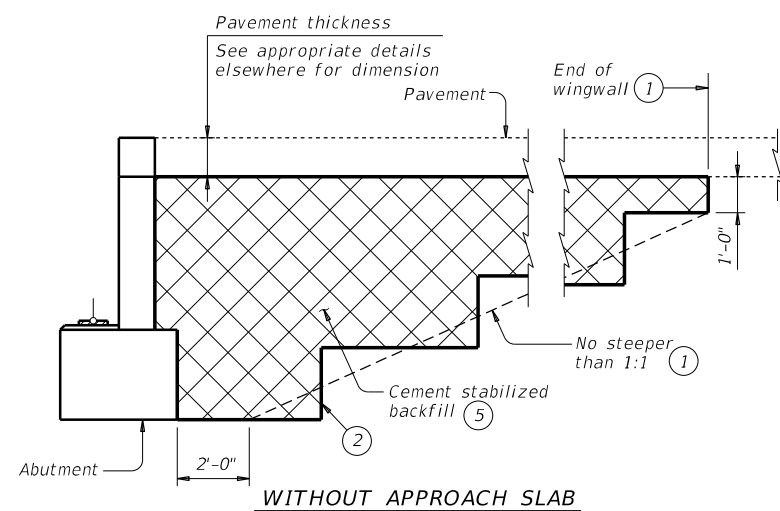 Pavement thickness
See appropriate details
elsewhere for dimension
Pavement
End of
wingwall 1
1'-0"
No steeper
than 1:1 1
Cement stabilized
backfill 5
2
Abutment
2'-0"
WITHOUT APPROACH SLAB